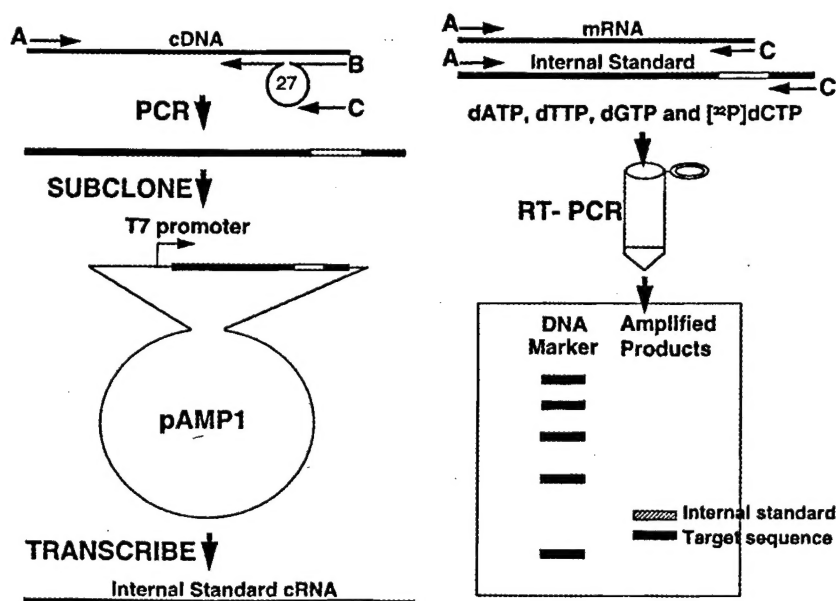 A
cDNA
B
27
C
PCR
SUBCLONE
T7 promoter
pAMP1
TRANSCRIBE
Internal Standard cRNA
A
mRNA
C
A
Internal Standard
C
dATP, dTTP, dGTP and [³²P]dCTP
RT- PCR
DNA
Marker
Amplified
Products
Internal standard
Target sequence